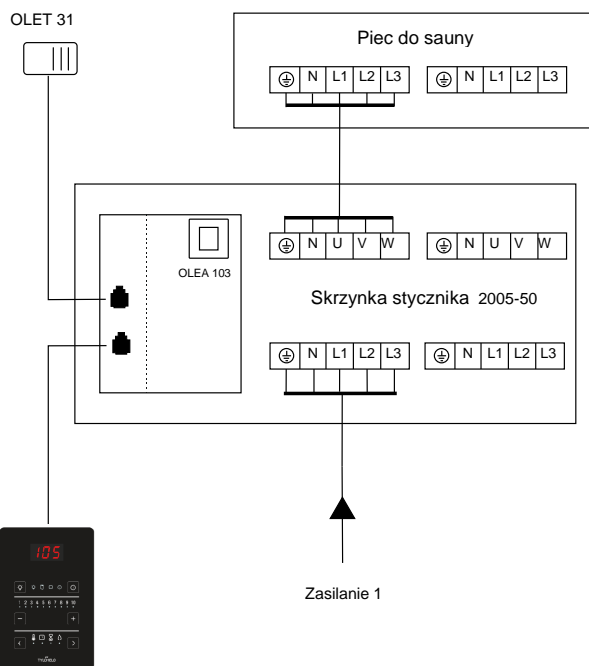 OLET 31
Piec do sauny
N L1 L2 L3
N L1 L2 L3
N U V W
N U V W
OLEA 103
Skrzynka stycznika 2005-50
N L1 L2 L3
N L1 L2 L3
Zasilanie 1
105
1 2 3 4 5 6 7 8 9 10
TYLÖHELO